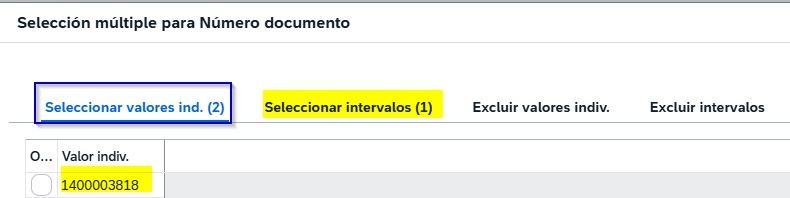 Selección múltiple para Número documento
Seleccionar valores ind. (2) Seleccionar intervalos (1) Excluir valores indiv. Excluir intervalos
O... Valor indiv.
1400003818